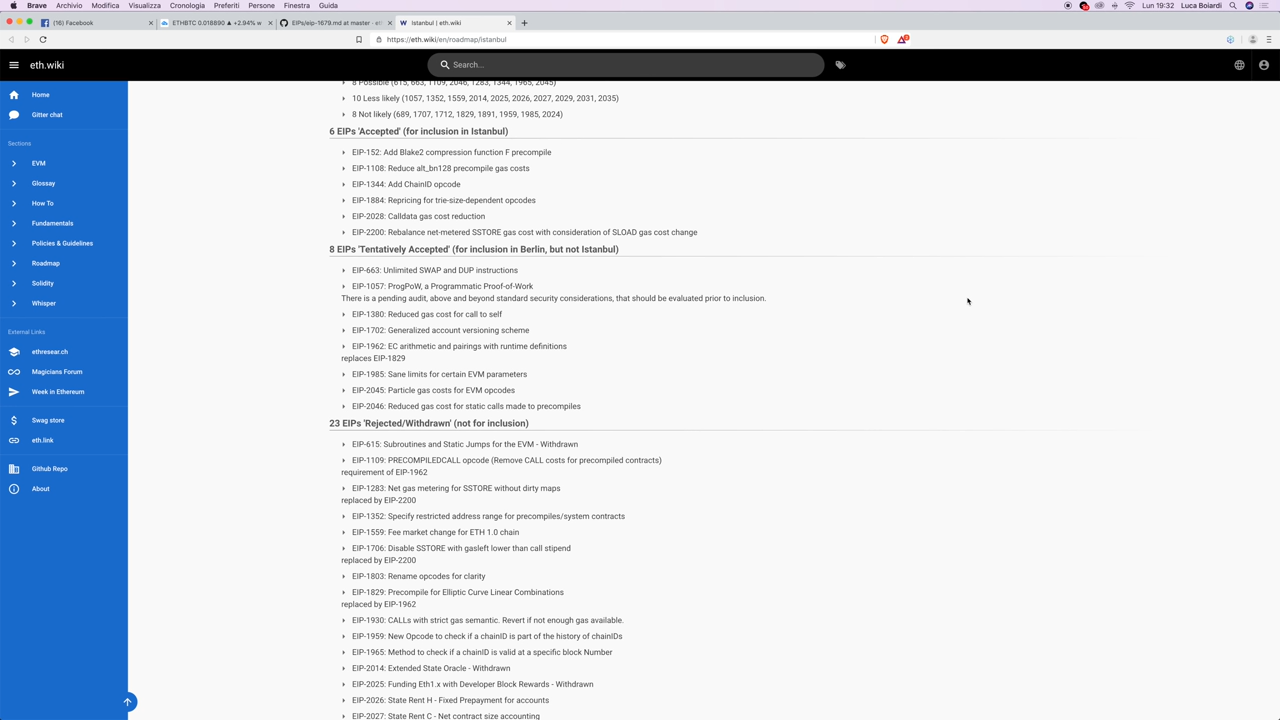 Brave Archivio Modifica Visualizza Cronologia Preferiti Persone Finestra Guida Lun 19:32 Luca Boiardi
(16) Facebook
ETHBTC 0.018890 ▲ +2.94% w
EIPs/eip-1679.md at master · eth
Istanbul | eth.wiki
https://eth.wiki/en/roadmap/istanbul
eth.wiki
Search...
Home
Gitter chat
Sections
EVM
Glossay
How To
Fundamentals
Policies & Guidelines
Roadmap
Solidity
Whisper
External Links
ethresear.ch
Magicians Forum
Week in Ethereum
Swag store
eth.link
Github Repo
About
8 Possible (615, 663, 1109, 2046, 1283, 1344, 1965, 2045)
10 Less likely (1057, 1352, 1559, 2014, 2025, 2026, 2027, 2029, 2031, 2035)
8 Not likely (689, 1707, 1712, 1829, 1891, 1959, 1985, 2024)
6 EIPs 'Accepted' (for inclusion in Istanbul)
EIP-152: Add Blake2 compression function F precompile
EIP-1108: Reduce alt_bn128 precompile gas costs
EIP-1344: Add ChainID opcode
EIP-1884: Repricing for trie-size-dependent opcodes
EIP-2028: Calldata gas cost reduction
EIP-2200: Rebalance net-metered SSTORE gas cost with consideration of SLOAD gas cost change
8 EIPs 'Tentatively Accepted' (for inclusion in Berlin, but not Istanbul)
EIP-663: Unlimited SWAP and DUP instructions
EIP-1057: ProgPoW, a Programmatic Proof-of-Work
There is a pending audit, above and beyond standard security considerations, that should be evaluated prior to inclusion.
EIP-1380: Reduced gas cost for call to self
EIP-1702: Generalized account versioning scheme
EIP-1962: EC arithmetic and pairings with runtime definitions
replaces EIP-1829
EIP-1985: Sane limits for certain EVM parameters
EIP-2045: Particle gas costs for EVM opcodes
EIP-2046: Reduced gas cost for static calls made to precompiles
23 EIPs 'Rejected/Withdrawn' (not for inclusion)
EIP-615: Subroutines and Static Jumps for the EVM - Withdrawn
EIP-1109: PRECOMPILEDCALL opcode (Remove CALL costs for precompiled contracts)
requirement of EIP-1962
EIP-1283: Net gas metering for SSTORE without dirty maps
replaced by EIP-2200
EIP-1352: Specify restricted address range for precompiles/system contracts
EIP-1559: Fee market change for ETH 1.0 chain
EIP-1706: Disable SSTORE with gasleft lower than call stipend
replaced by EIP-2200
EIP-1803: Rename opcodes for clarity
EIP-1829: Precompile for Elliptic Curve Linear Combinations
replaced by EIP-1962
EIP-1930: CALLs with strict gas semantic. Revert if not enough gas available.
EIP-1959: New Opcode to check if a chainID is part of the history of chainIDs
EIP-1965: Method to check if a chainID is valid at a specific block Number
EIP-2014: Extended State Oracle - Withdrawn
EIP-2025: Funding Eth1.x with Developer Block Rewards - Withdrawn
EIP-2026: State Rent H - Fixed Prepayment for accounts
EIP-2027: State Rent C - Net contract size accounting